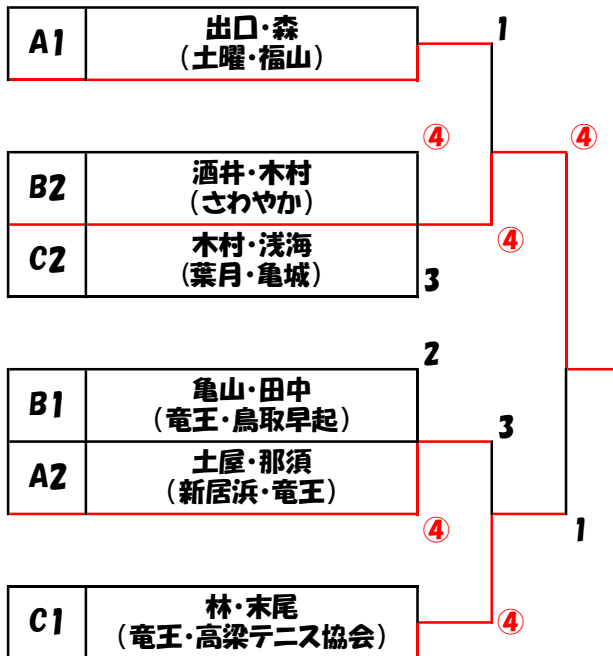 A1 出口・森
(土曜・福山)
1
④
④
B2 酒井・木村
(さわやか)
④
C2 木村・浅海
(葉月・亀城)
3
2
B1 亀山・田中
(竜王・鳥取早起)
3
A2 土屋・那須
(新居浜・竜王)
④
1
C1 林・末尾
(竜王・高梁テニス協会)
④